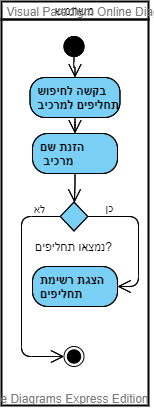 Visual Paradigm Online Dia
משתמש
בקשה לחיפוש
תחליפים למרכיב
הזנת שם
מרכיב
לא
כן
נמצאו תחליפים?
הצגת רשימת
תחליפים
e Diagrams Express Edition